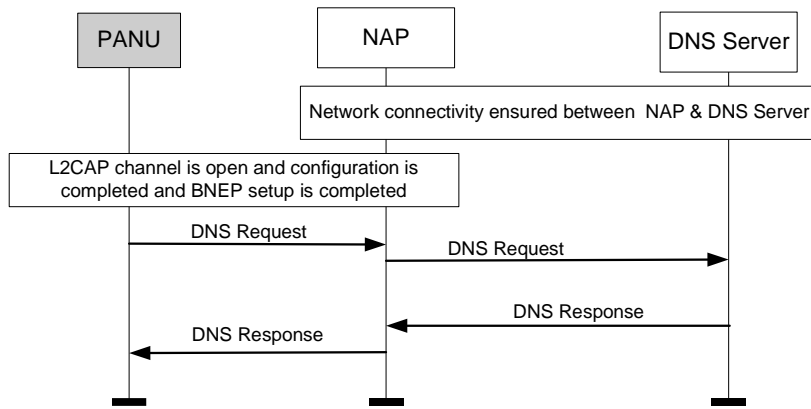 PANU
NAP
DNS Server
Network connectivity ensured between NAP & DNS Server
L2CAP channel is open and configuration is
completed and BNEP setup is completed
DNS Request
DNS Request
DNS Response
DNS Response